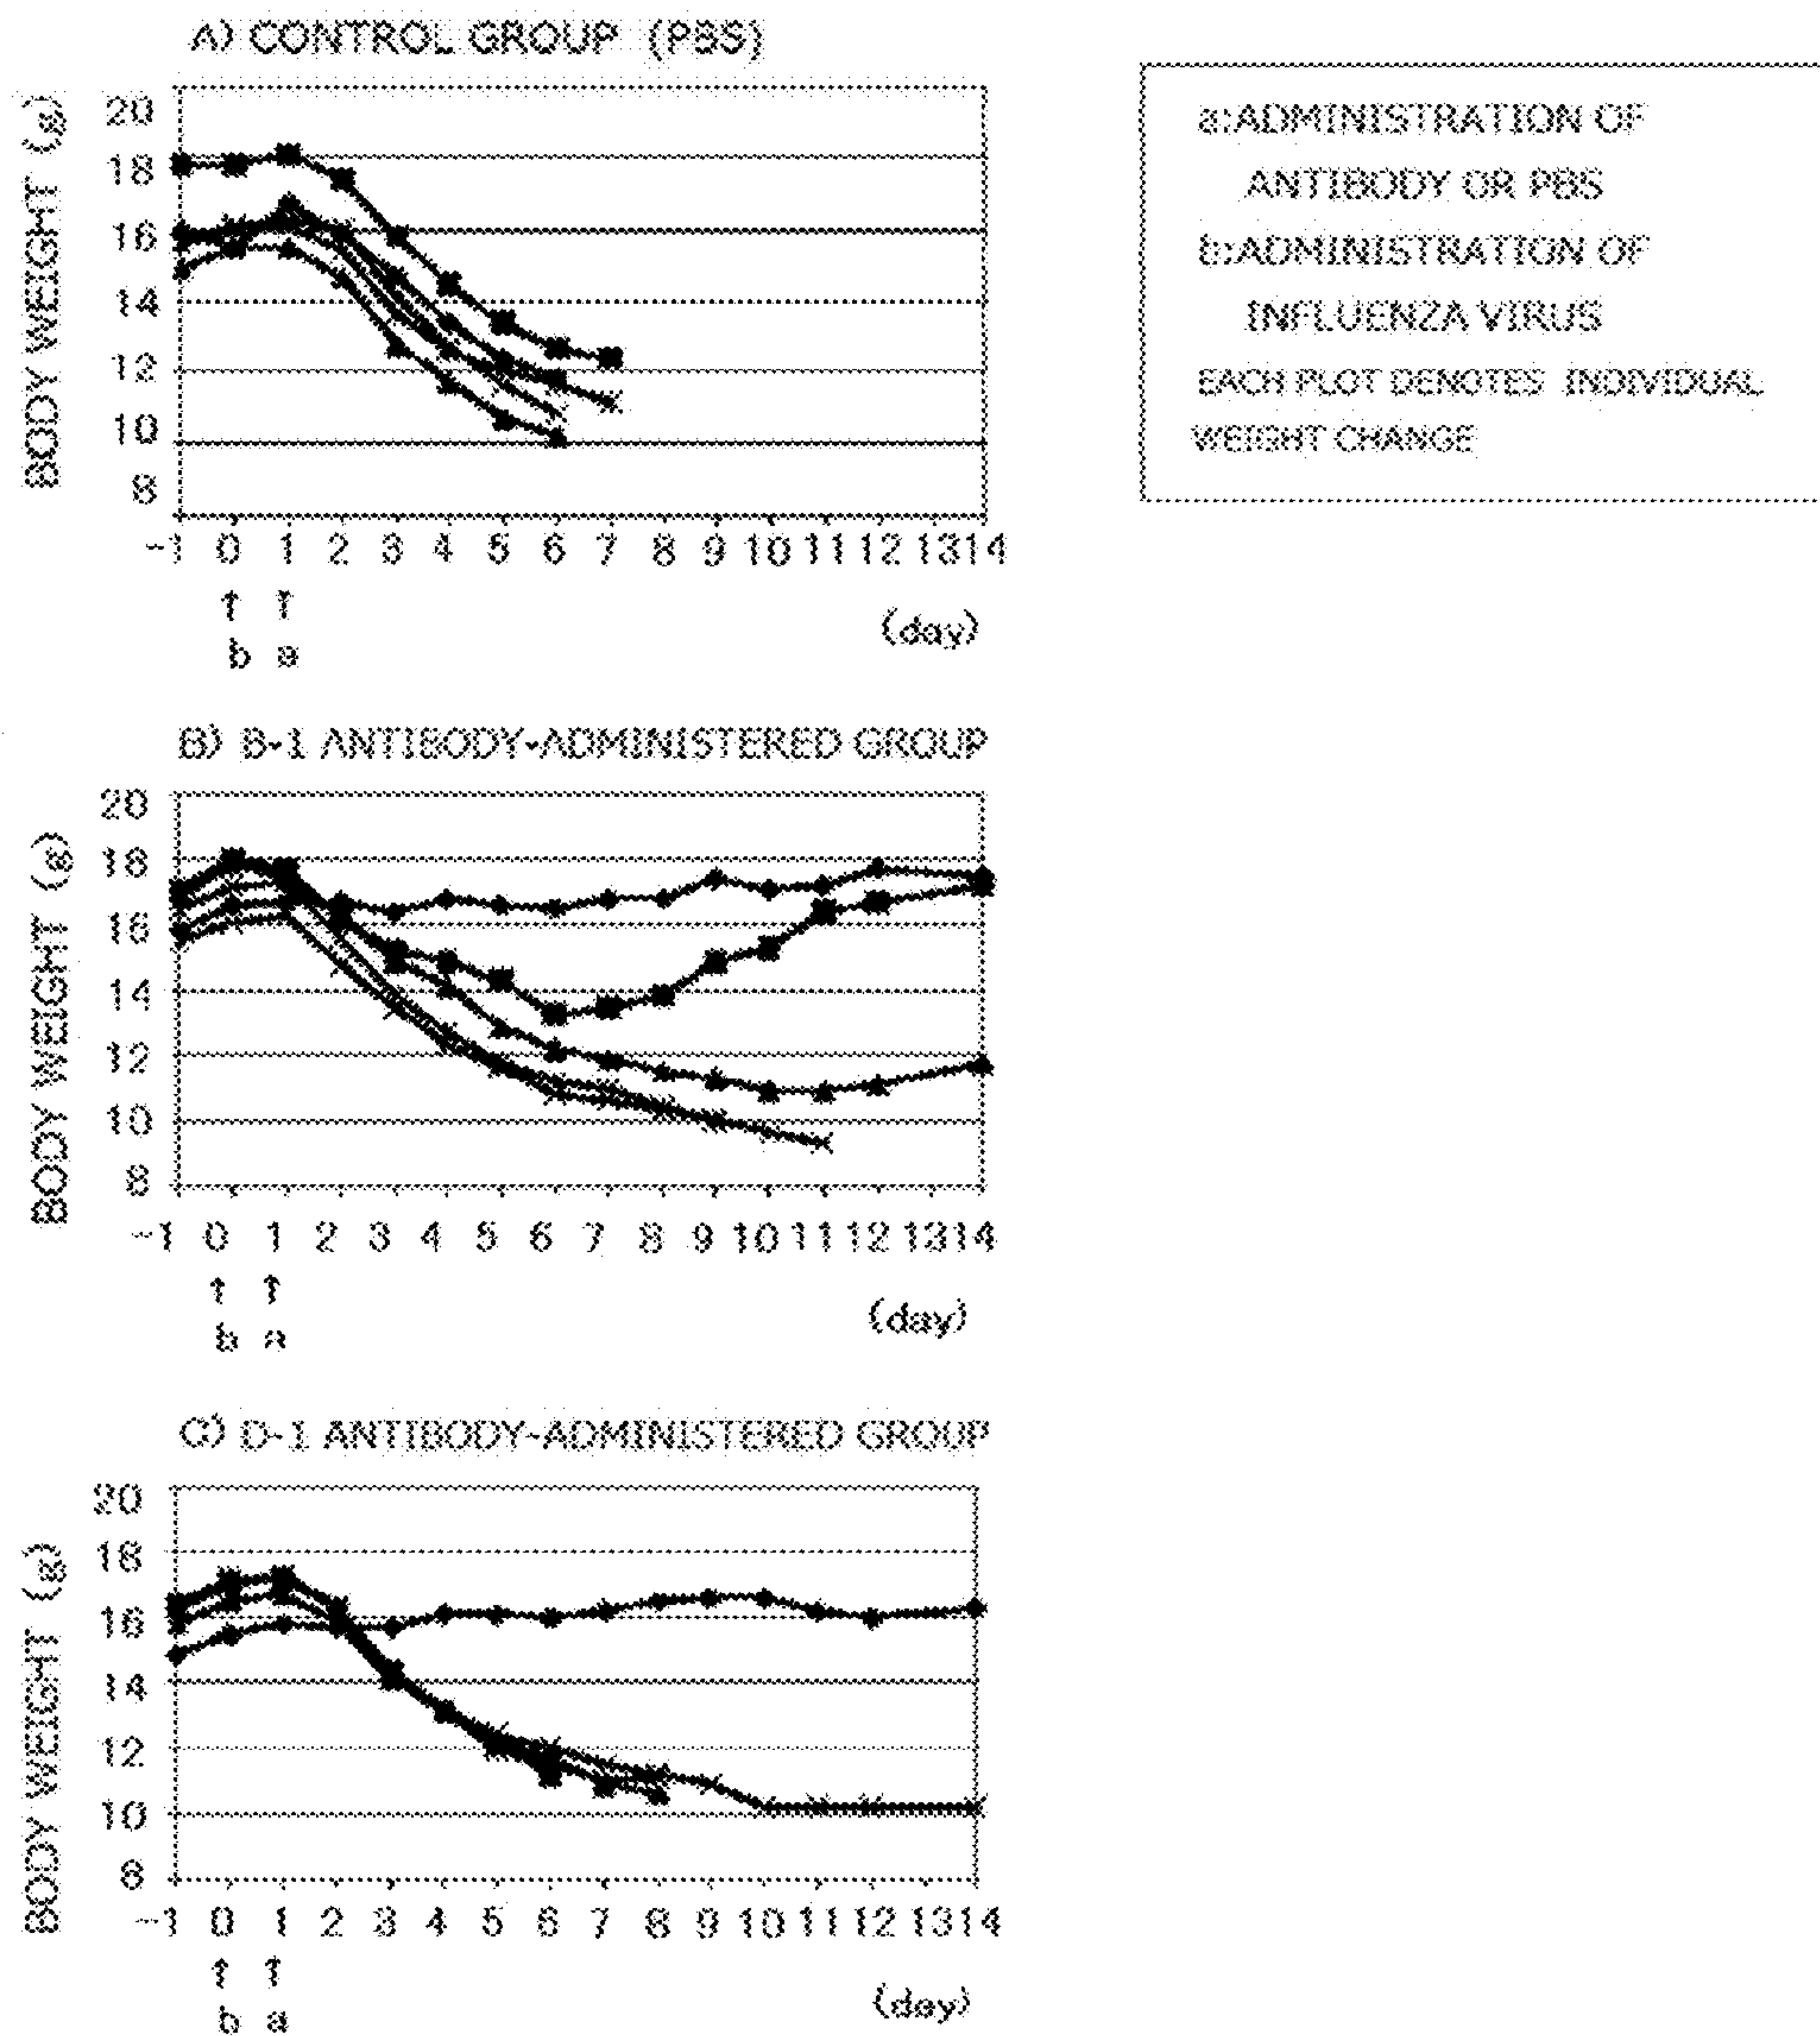 A) CONTROL GROUP (PBS)
BODY WEIGHT (g)
20
18
16
14
12
10
8
-1 0 1 2 3 4 5 6 7 8 9 10 11 12 13 14
↑ ↑
b a
(day)
a:ADMINISTRATION OF
ANTIBODY OR PBS
b:ADMINISTRATION OF
INFLUENZA VIRUS
EACH PLOT DENOTES INDIVIDUAL
WEIGHT CHANGE
B) B-1 ANTIBODY-ADMINISTERED GROUP
BODY WEIGHT (g)
20
18
16
14
12
10
8
-1 0 1 2 3 4 5 6 7 8 9 10 11 12 13 14
↑ ↑
b a
(day)
C) D-1 ANTIBODY-ADMINISTERED GROUP
BODY WEIGHT (g)
20
18
16
14
12
10
8
-1 0 1 2 3 4 5 6 7 8 9 10 11 12 13 14
↑ ↑
b a
(day)